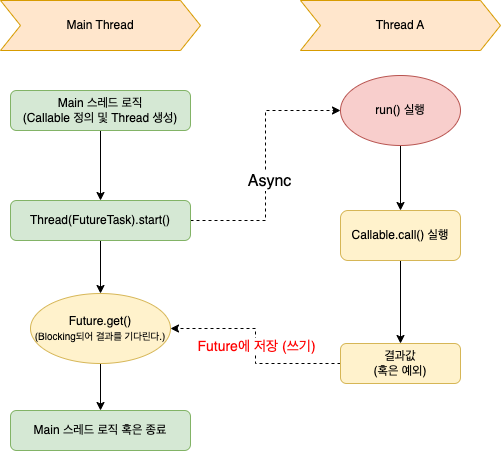 Main Thread
Thread A
Main 스레드 로직
(Callable 정의 및 Thread 생성)
run() 실행
Async
Thread(FutureTask).start()
Callable.call() 실행
Future.get()
(Blocking되어 결과를 기다린다.)
Future에 저장 (쓰기)
결과값
(혹은 예외)
Main 스레드 로직 혹은 종료